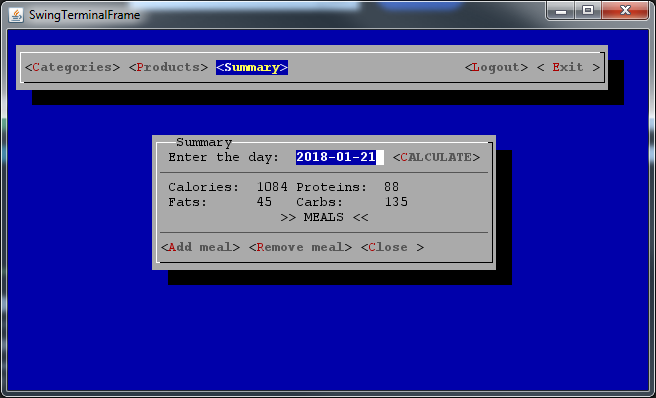 SwingTerminalFrame
<Categories> <Products> <Summary> <Logout> < Exit >
Summary
Enter the day: 2018-01-21 <CALCULATE>
Calories: 1084 Proteins: 88
Fats: 45 Carbs: 135
>> MEALS <<
<Add meal> <Remove meal> <Close >